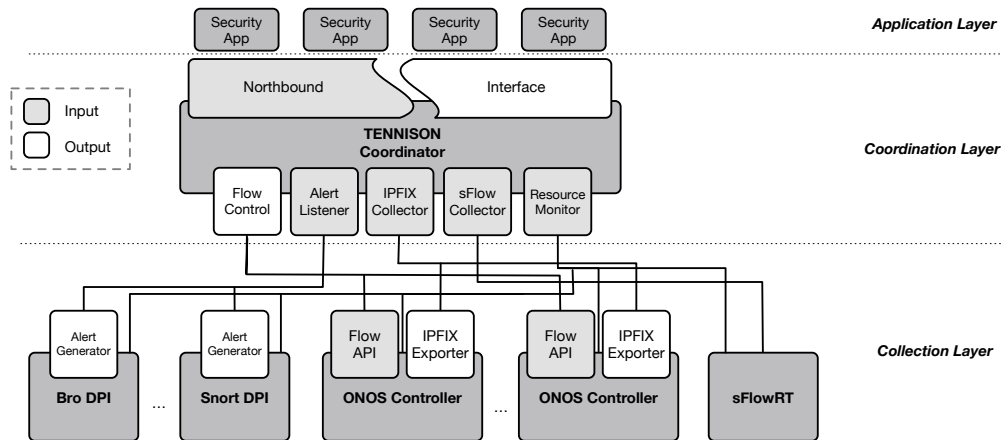 Security Security Security Security
App App App App
Application Layer
Northbound Interface
Input
Output
TENNISON
Coordinator
Coordination Layer
Flow Alert IPFIX sFlow Resource
Control Listener Collector Collector Monitor
Alert Alert Flow IPFIX Flow IPFIX
Generator Generator API Exporter API Exporter
Collection Layer
Bro DPI ... Snort DPI ONOS Controller ... ONOS Controller sFlowRT